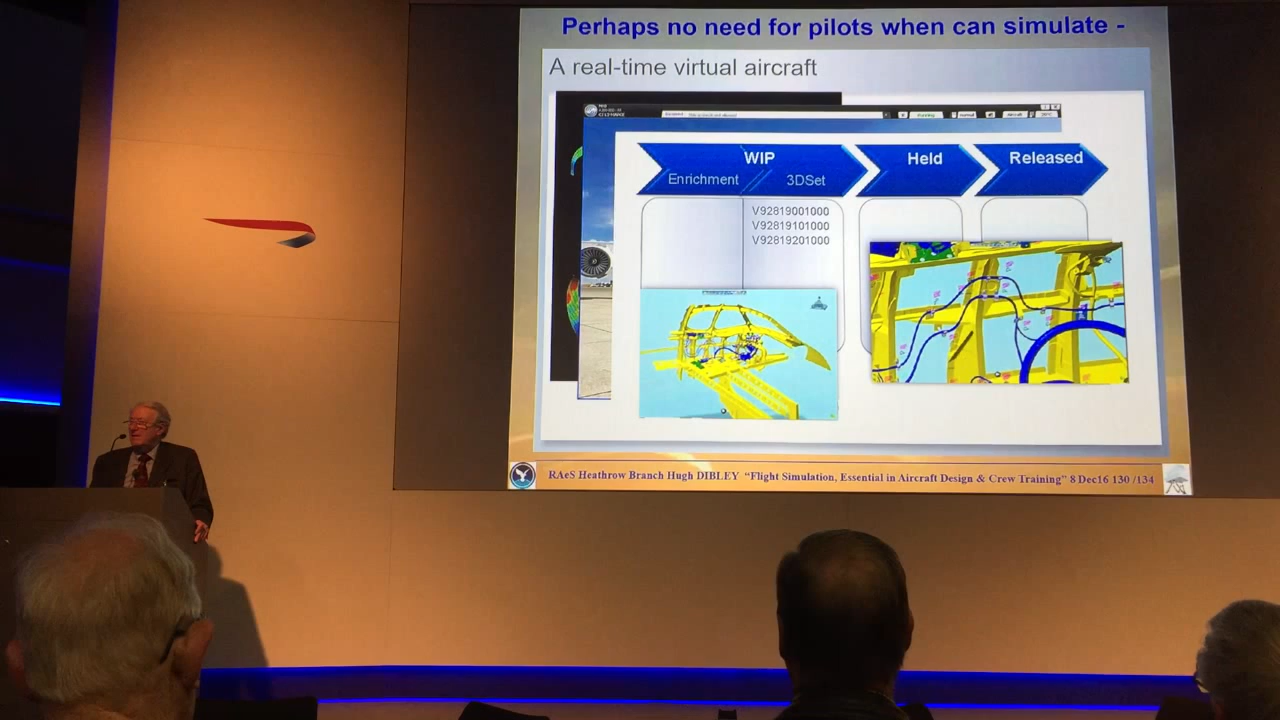 Perhaps no need for pilots when can simulate -
A real-time virtual aircraft
WIP
Enrichment
3DSet
Held
Released
V92819001000
V92819101000
V92819201000
RAeS Heathrow Branch Hugh DIBLEY "Flight Simulation, Essential in Aircraft Design & Crew Training" 8 Dec16 130 /134